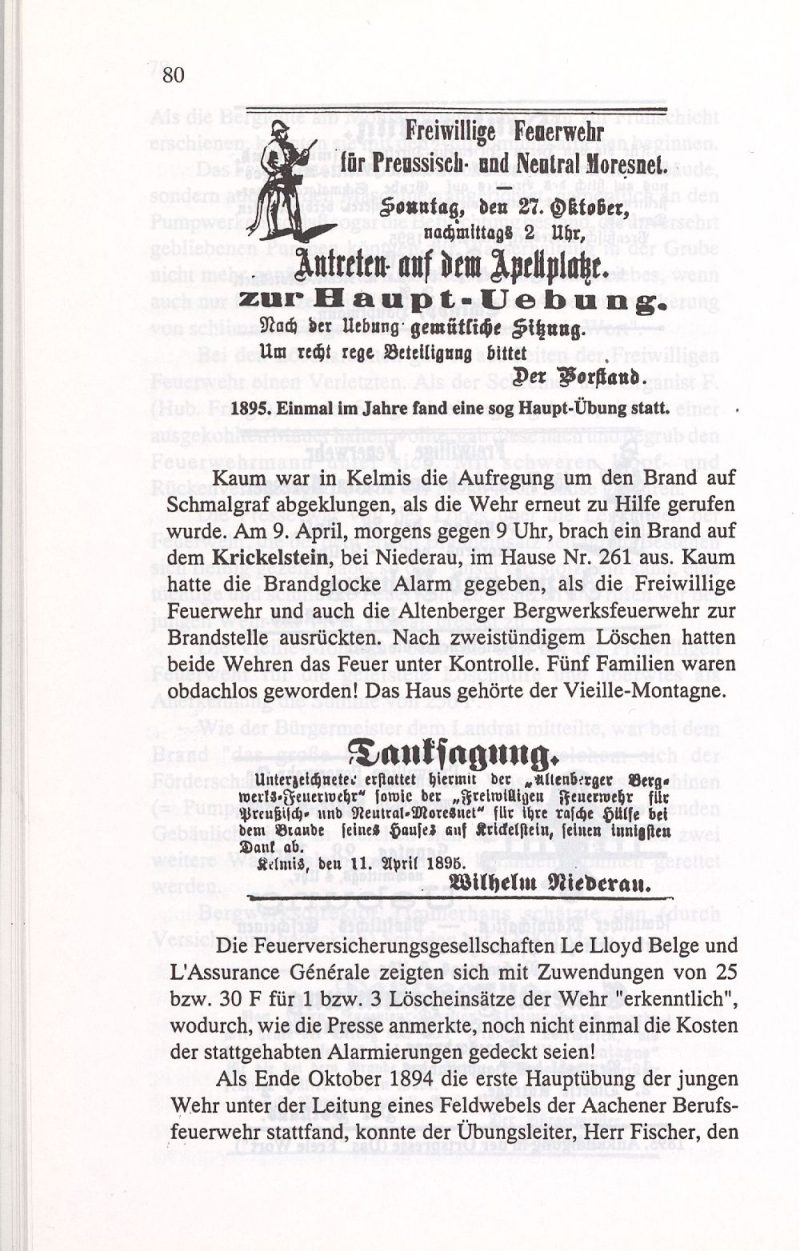 80
Freiwillige Feuerwehr
für Preussisch- und Neutral Moresnet.
Sonntag, den 27. Oktober,
nachmittags 2 Uhr,
Antreten auf dem Apellplatze.
zur Haupt-Uebung.
Nach der Uebung gemütliche Sitzung.
Um recht rege Beteiligung bittet
Der Vorstand.
1895. Einmal im Jahre fand eine sog Haupt-Übung statt.
Kaum war in Kelmis die Aufregung um den Brand auf
Schmalgraf abgeklungen, als die Wehr erneut zu Hilfe gerufen
wurde. Am 9. April, morgens gegen 9 Uhr, brach ein Brand auf
dem Krickelstein, bei Niederau, im Hause Nr. 261 aus. Kaum
hatte die Brandglocke Alarm gegeben, als die Freiwillige
Feuerwehr und auch die Altenberger Bergwerksfeuerwehr zur
Brandstelle ausrückten. Nach zweistündigem Löschen hatten
beide Wehren das Feuer unter Kontrolle. Fünf Familien waren
obdachlos geworden! Das Haus gehörte der Vieille-Montagne.
Danksagung.
Unterzeichneter erstattet hiermit der „Altenberger Berg-
werks-Feuerwehr“ sowie der „Freiwilligen Feuerwehr für
Preußisch- und Neutral-Moresnet“ für ihre rasche Hülfe bei
dem Brande seines Hauses auf Krickelstein, seinen innigsten
Dank ab.
Kelmis, den 11. April 1895.
Wilhelm Niederau.
Die Feuerversicherungsgesellschaften Le Lloyd Belge und
L'Assurance Générale zeigten sich mit Zuwendungen von 25
bzw. 30 F für 1 bzw. 3 Löscheinsätze der Wehr "erkenntlich",
wodurch, wie die Presse anmerkte, noch nicht einmal die Kosten
der stattgehabten Alarmierungen gedeckt seien!
Als Ende Oktober 1894 die erste Hauptübung der jungen
Wehr unter der Leitung eines Feldwebels der Aachener Berufs-
feuerwehr stattfand, konnte der Übungsleiter, Herr Fischer, den